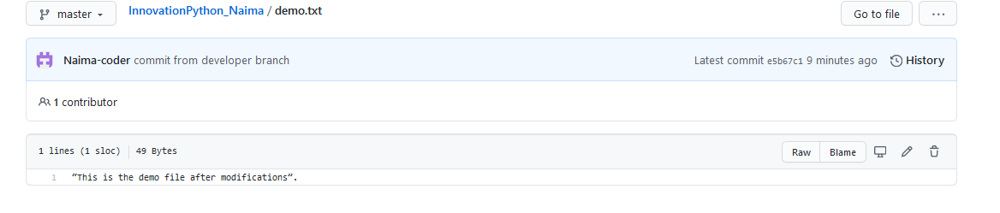 master InnovationPython_Naima / demo.txt Go to file ...
Naima-coder commit from developer branch Latest commit e5b67c1 9 minutes ago History
1 contributor
1 lines (1 sloc) 49 Bytes Raw Blame
1 “This is the demo file after modifications”.